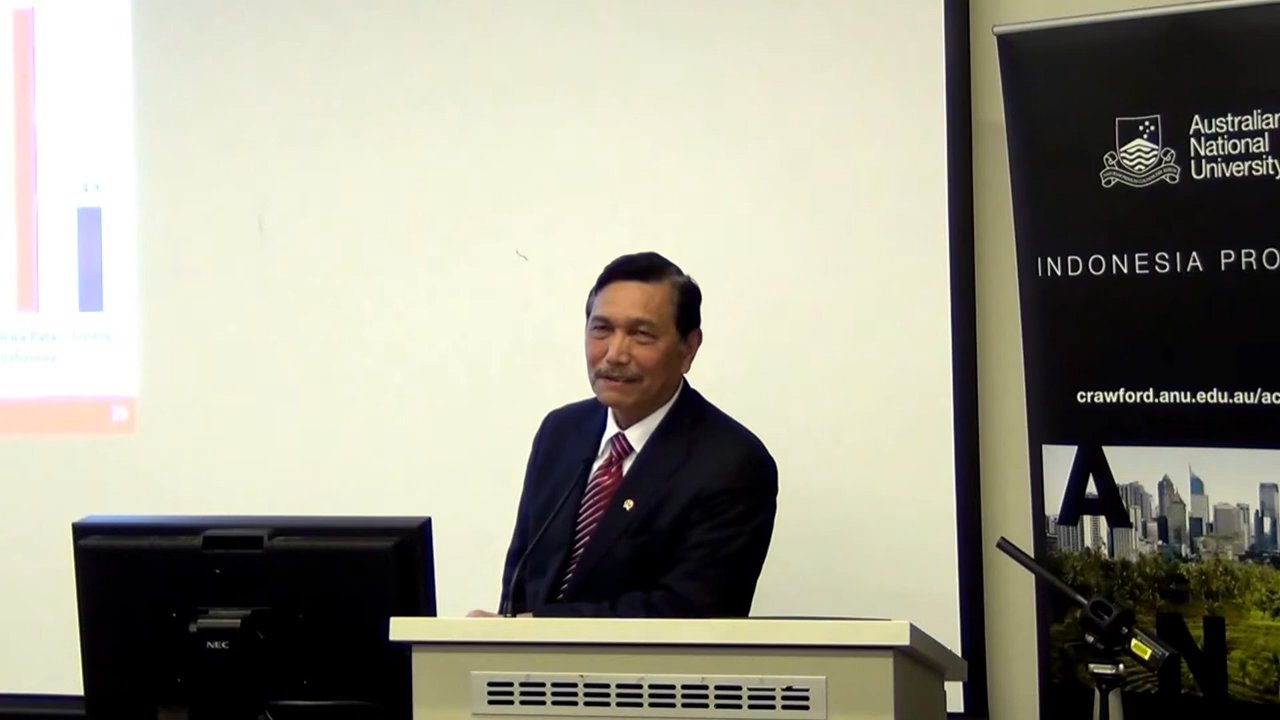 Australian
National
University
INDONESIA PRO
crawford.anu.edu.au/ac
A
N
NEC